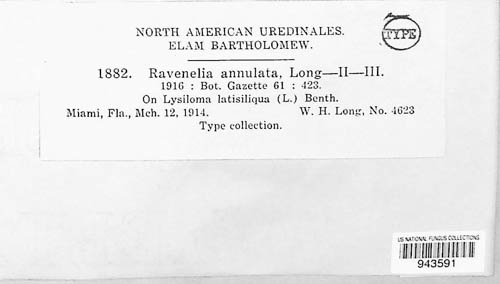 NORTH AMERICAN UREDINALES.
ELAM BARTHOLOMEW.
TYPE
1882. Ravenelia annulata, Long—II—III.
1916 : Bot. Gazette 61 : 423.
On Lysiloma latisiliqua (L.) Benth.
Miami, Fla., Mch. 12, 1914. W. H. Long, No. 4623
Type collection.
US NATIONAL FUNGUS COLLECTIONS
943591